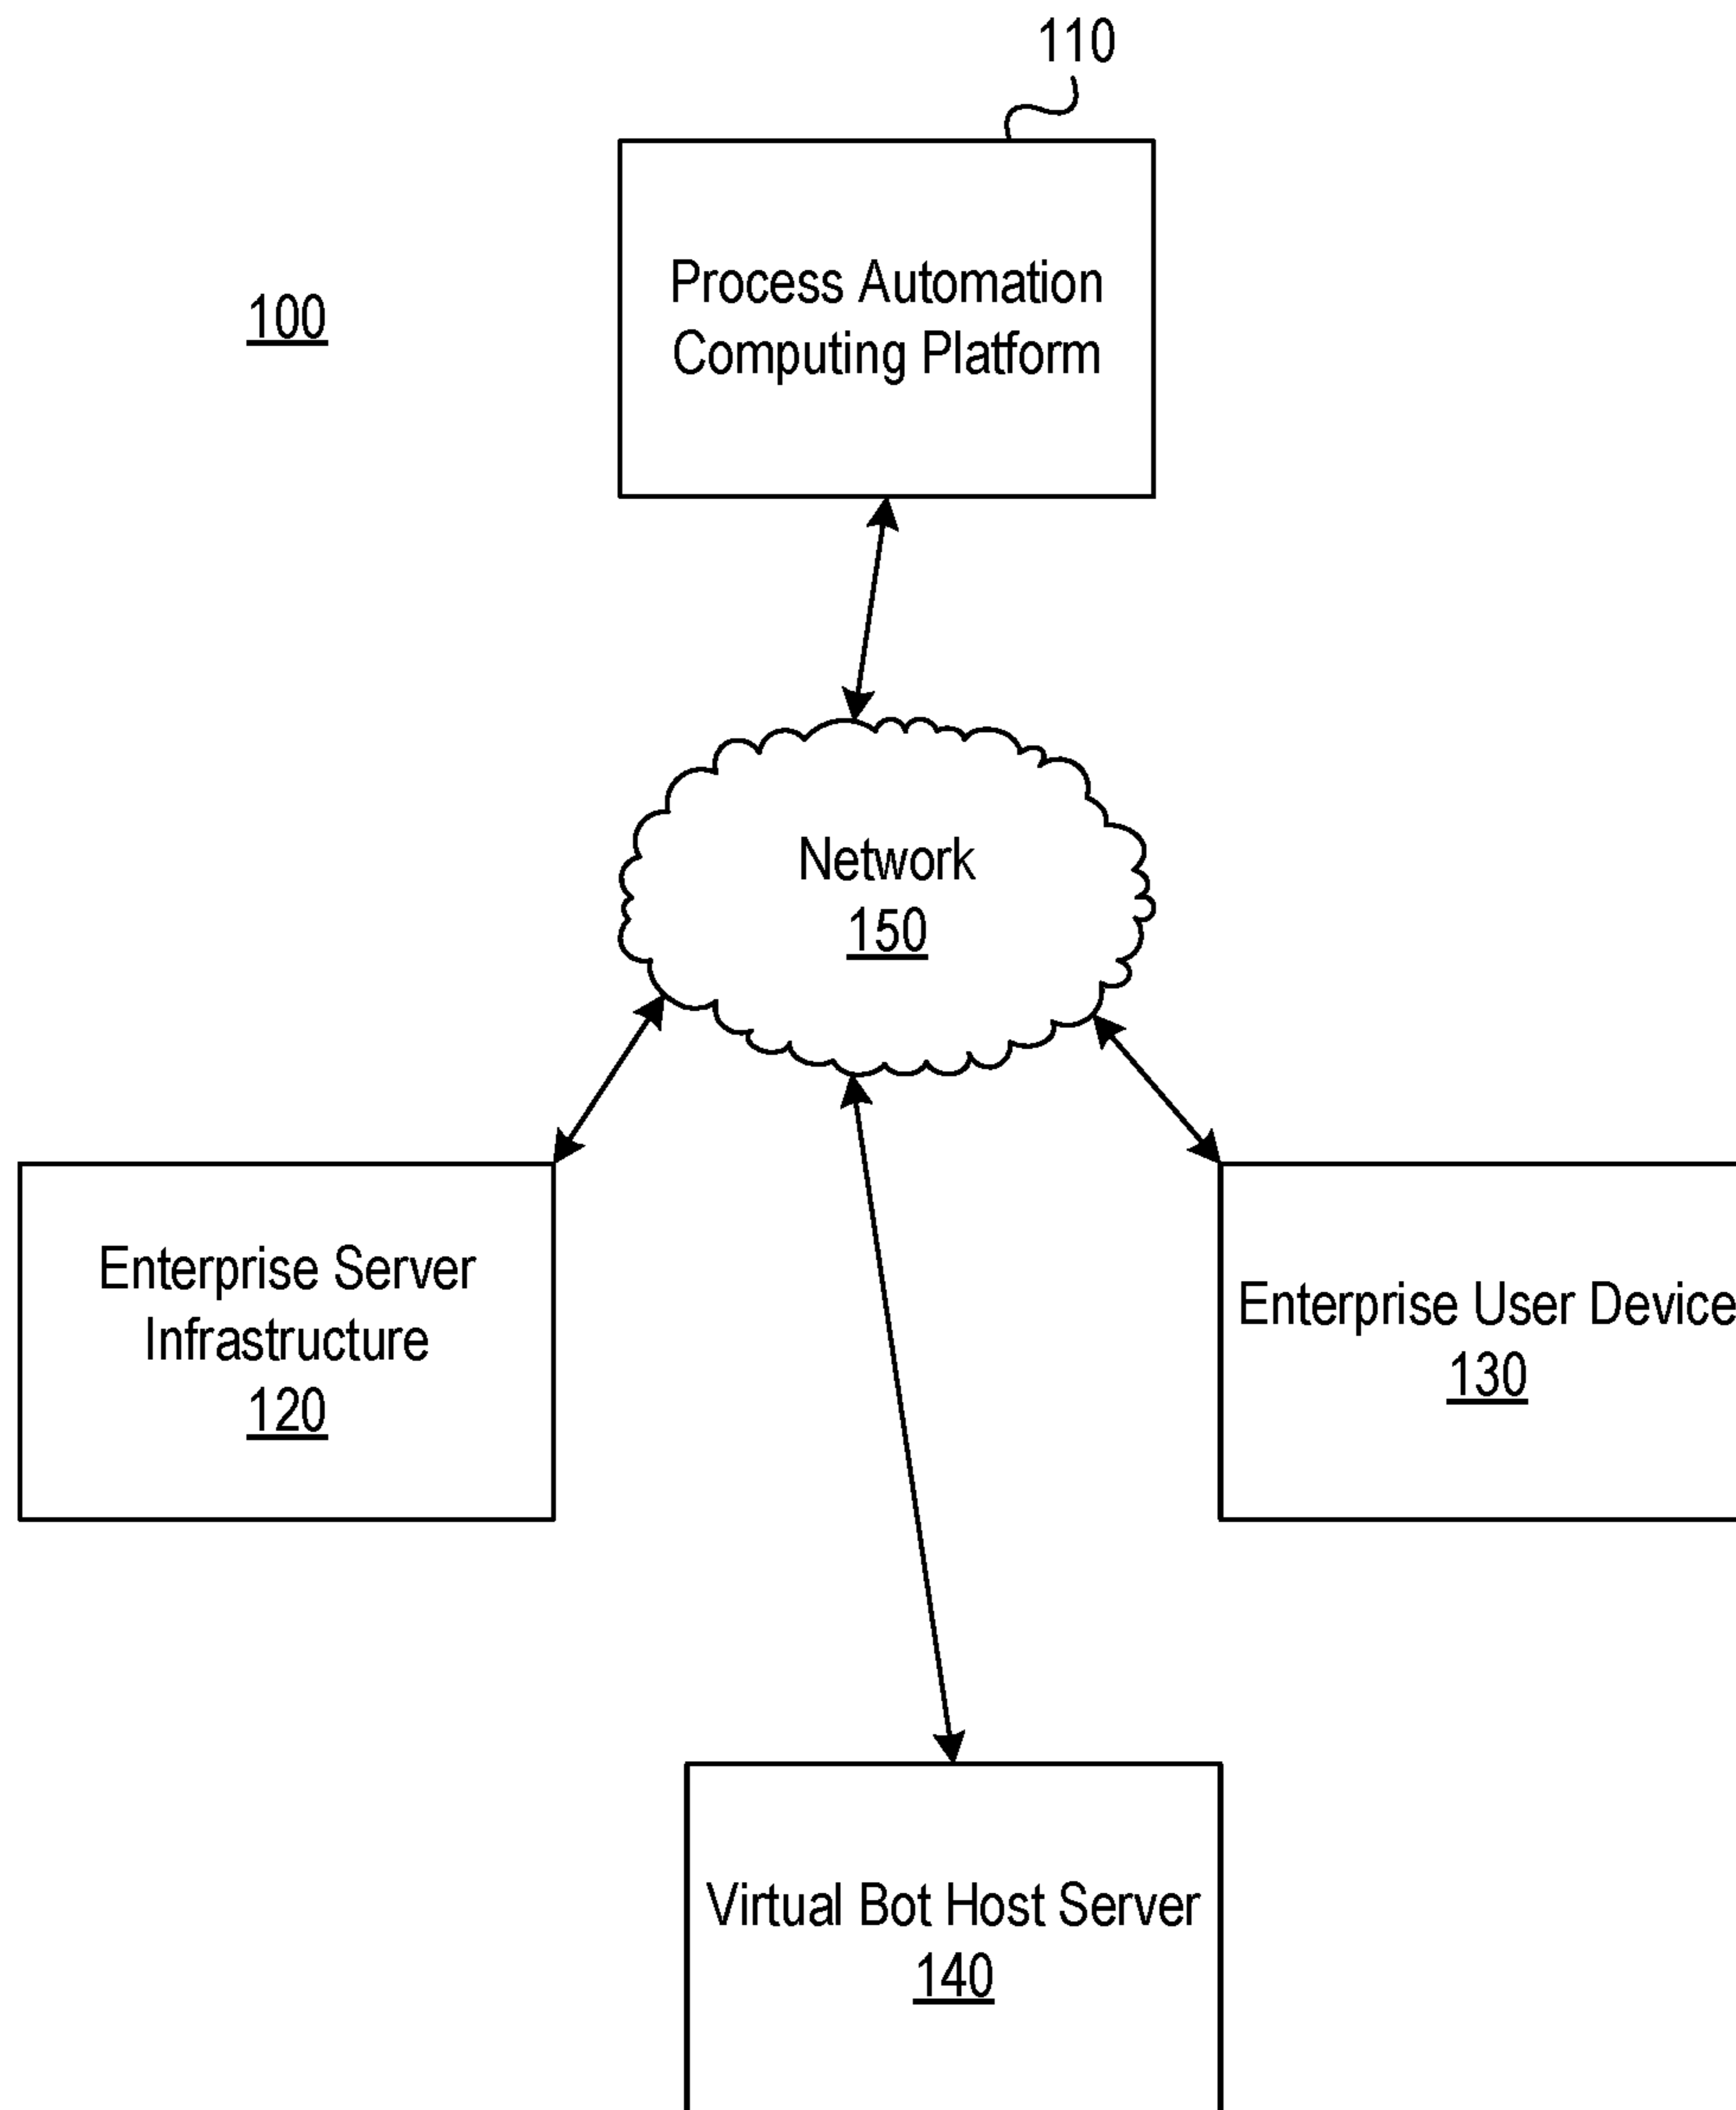 110
100
Process Automation
Computing Platform
Network
150
Enterprise Server
Infrastructure
120
Enterprise User Device
130
Virtual Bot Host Server
140